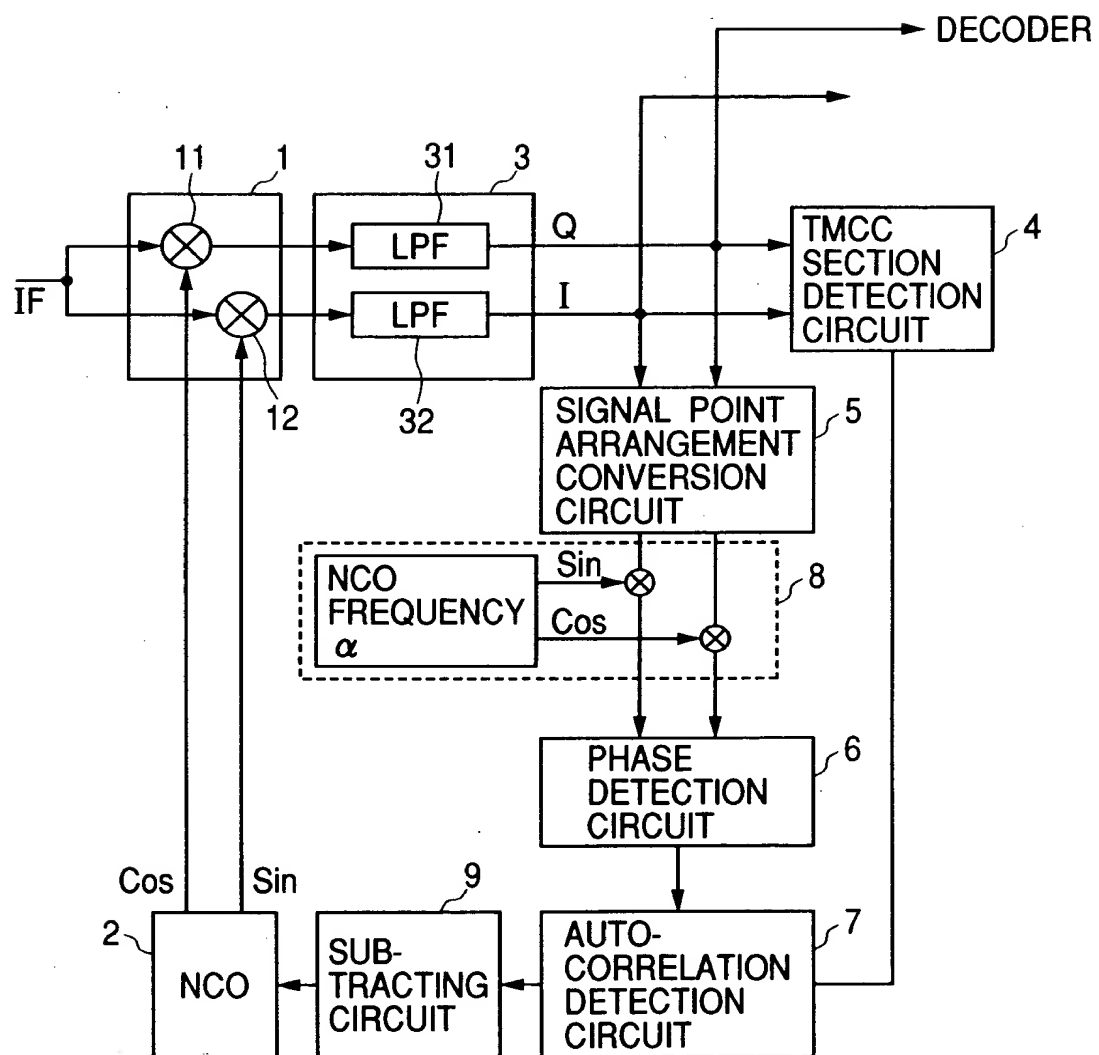 DECODER
11
1
31
3
LPF
Q
TMCC
SECTION
DETECTION
CIRCUIT
4
IF
LPF
I
12
32
SIGNAL POINT
ARRANGEMENT
CONVERSION
CIRCUIT
5
NCO
FREQUENCY
α
Sin
Cos
8
PHASE
DETECTION
CIRCUIT
6
Cos
Sin
9
2
NCO
SUB-
TRACTING
CIRCUIT
AUTO-
CORRELATION
DETECTION
CIRCUIT
7